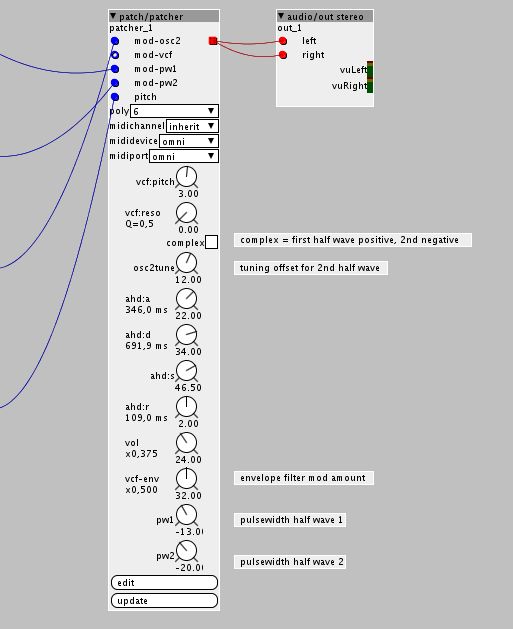 patch/patcher
patcher_1
mod-osc2
mod-vcf
mod-pw1
mod-pw2
pitch
poly 6
midichannel inherit
mididevice omni
midiport omni
vcf:pitch
3.00
vcf:reso
Q=0,5
0.00
complex
osc2tune
12.00
ahd:a
346,0 ms
22.00
ahd:d
691,9 ms
34.00
ahd:s
46.50
ahd:r
109,0 ms
2.00
vol
x0,375
24.00
vcf-env
x0,500
32.00
pw1
-13.0
pw2
-20.0
edit
update
audio/out stereo
out_1
left
right
vuLeft
vuRight
complex = first half wave positive, 2nd negative
tuning offset for 2nd half wave
envelope filter mod amount
pulsewidth half wave 1
pulsewidth half wave 2